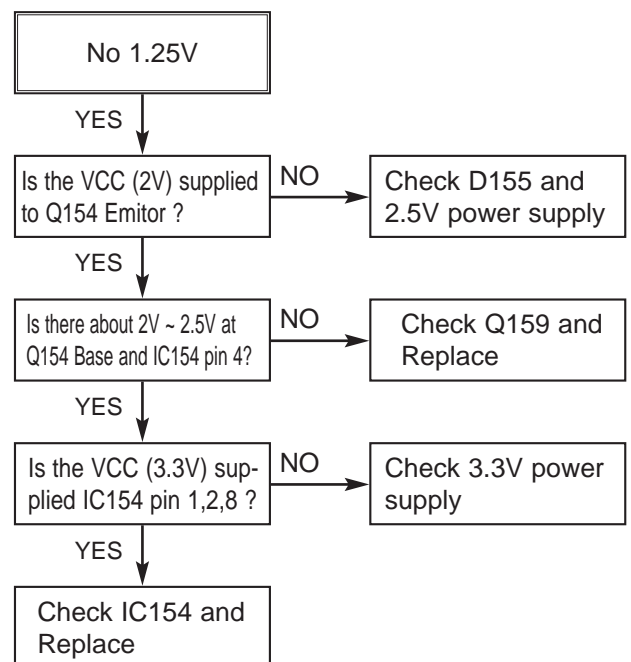 No 1.25V
YES
Is the VCC (2V) supplied
to Q154 Emitor ?
NO
Check D155 and
2.5V power supply
YES
Is there about 2V ~ 2.5V at
Q154 Base and IC154 pin 4?
NO
Check Q159 and
Replace
YES
Is the VCC (3.3V) sup-
plied IC154 pin 1,2,8 ?
NO
Check 3.3V power
supply
YES
Check IC154 and
Replace